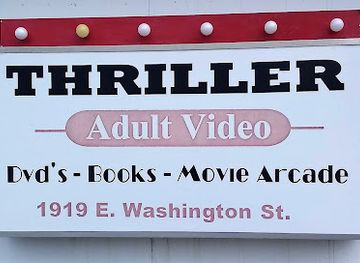 THRILLER
Adult Video
Dvd's - Books - Movie Arcade
1919 E. Washington St.